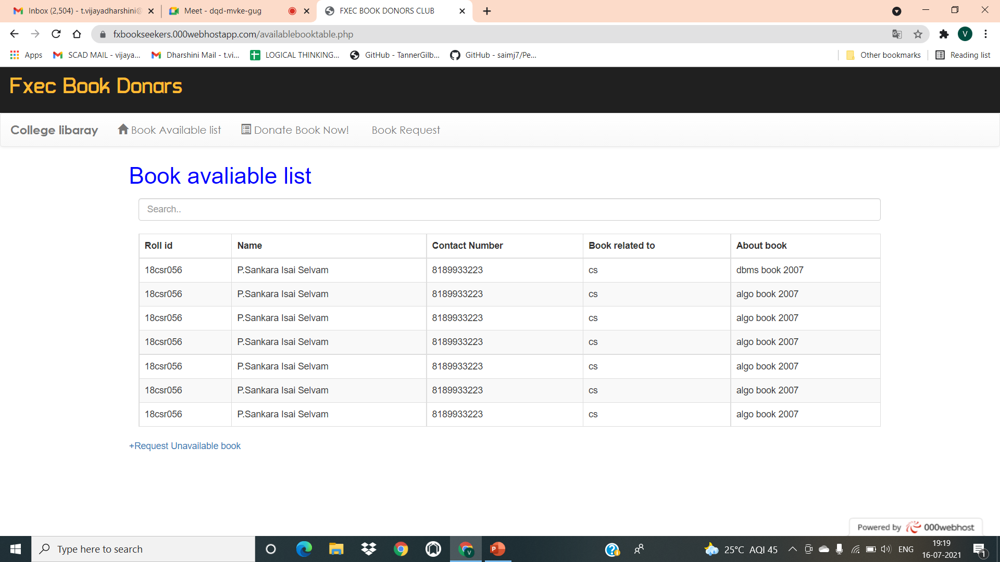 Inbox (2,504) - t.vijayadharshini@
Meet - dqd-mvke-gug
FXEC BOOK DONORS CLUB
fxbookseekers.000webhostapp.com/availablebooktable.php
V
Apps
SCAD MAIL - vijaya...
Dharshini Mail - t.vi...
LOGICAL THINKING...
GitHub - TannerGilb...
GitHub - saimj7/Pe...
Other bookmarks
Reading list
Fxec Book Donars
College libaray
Book Available list
Donate Book Now!
Book Request
Book avaliable list
Search..
Roll id Name Contact Number Book related to About book
18csr056 P.Sankara Isai Selvam 8189933223 cs dbms book 2007
18csr056 P.Sankara Isai Selvam 8189933223 cs algo book 2007
18csr056 P.Sankara Isai Selvam 8189933223 cs algo book 2007
18csr056 P.Sankara Isai Selvam 8189933223 cs algo book 2007
18csr056 P.Sankara Isai Selvam 8189933223 cs algo book 2007
18csr056 P.Sankara Isai Selvam 8189933223 cs algo book 2007
18csr056 P.Sankara Isai Selvam 8189933223 cs algo book 2007
+Request Unavailable book
Powered by 000webhost
Type here to search
25°C AQI 45
ENG
19:19
16-07-2021
1